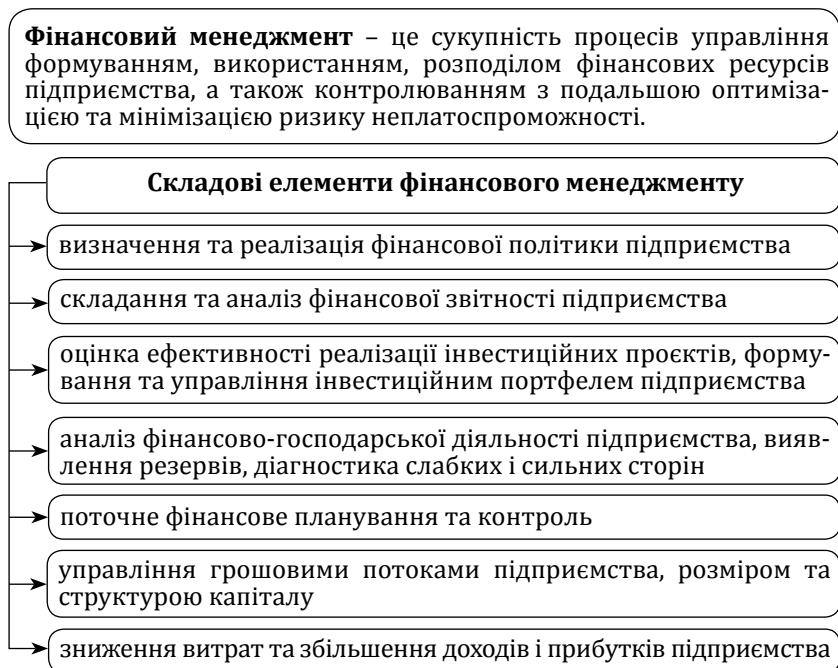 Фінансовий менеджмент – це сукупність процесів управління
формуванням, використанням, розподілом фінансових ресурсів
підприємства, а також контролюванням з подальшою оптиміза-
цією та мінімізацією ризику неплатоспроможності.
Складові елементи фінансового менеджменту
визначення та реалізація фінансової політики підприємства
складання та аналіз фінансової звітності підприємства
оцінка ефективності реалізації інвестиційних проєктів, форму-
вання та управління інвестиційним портфелем підприємства
аналіз фінансово-господарської діяльності підприємства, вияв-
лення резервів, діагностика слабких і сильних сторін
поточне фінансове планування та контроль
управління грошовими потоками підприємства, розміром та
структурою капіталу
зниження витрат та збільшення доходів і прибутків підприємства